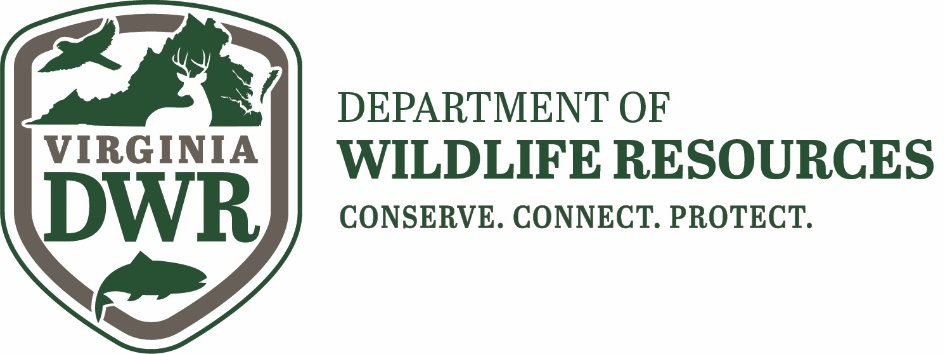 VIRGINIA
DWR
DEPARTMENT OF
WILDLIFE RESOURCES
CONSERVE. CONNECT. PROTECT.